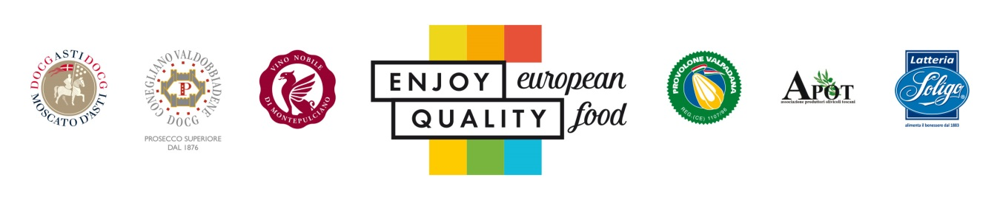 DOCG ASTI DOCG
MOSCATO D'ASTI
CONEGLIANO VALDOBBIADENE
DOCG
P
PROSECCO SUPERIORE
DAL 1876
VINO NOBILE
DI MONTEPULCIANO
ENJOY european
QUALITY food
PROVOLONE VALPADANA
REG.(CE) 1107/96
APOT
associazione produttori olivicoli toscani
Latteria
Soligo®
alimenta il benessere dal 1883